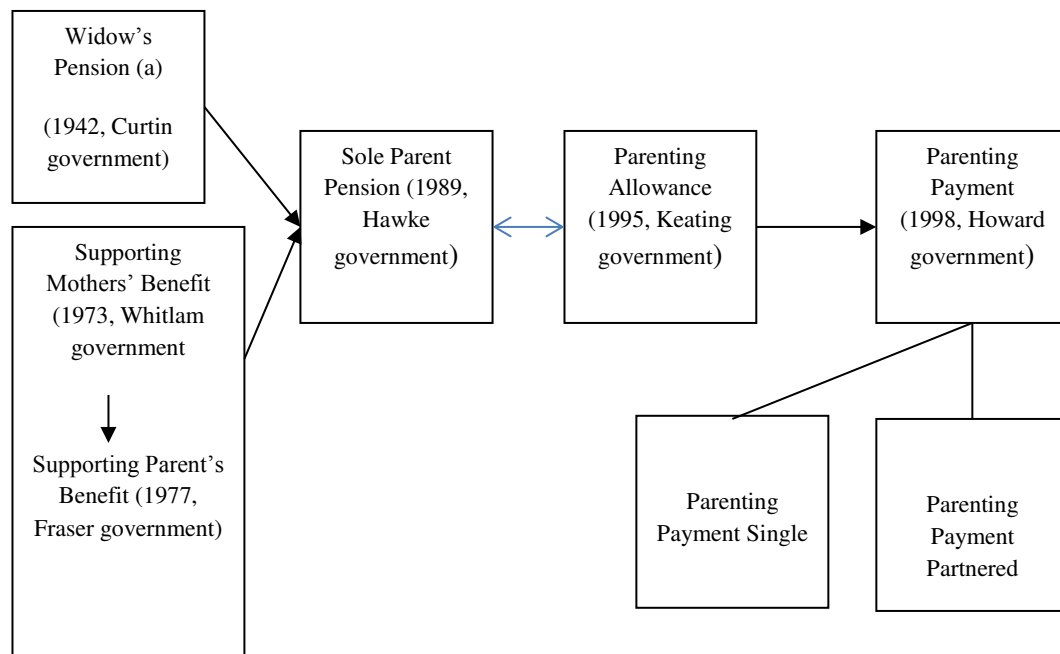 Widow’s
Pension (a)
(1942, Curtin
government)
Supporting
Mothers’ Benefit
(1973, Whitlam
government
Supporting Parent’s
Benefit (1977,
Fraser government)
Sole Parent
Pension (1989,
Hawke
government)
Parenting
Allowance
(1995, Keating
government)
Parenting
Payment
(1998, Howard
government)
Parenting
Payment Single
Parenting
Payment
Partnered